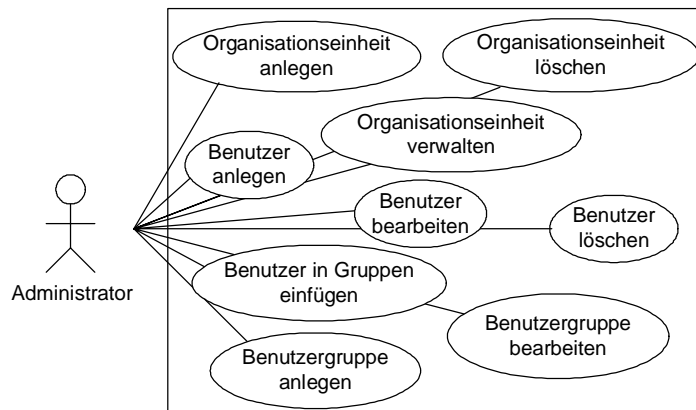 Organisationseinheit
anlegen
Organisationseinheit
löschen
Organisationseinheit
verwalten
Benutzer
anlegen
Benutzer
bearbeiten
Benutzer
löschen
Administrator
Benutzer in Gruppen
einfügen
Benutzergruppe
bearbeiten
Benutzergruppe
anlegen